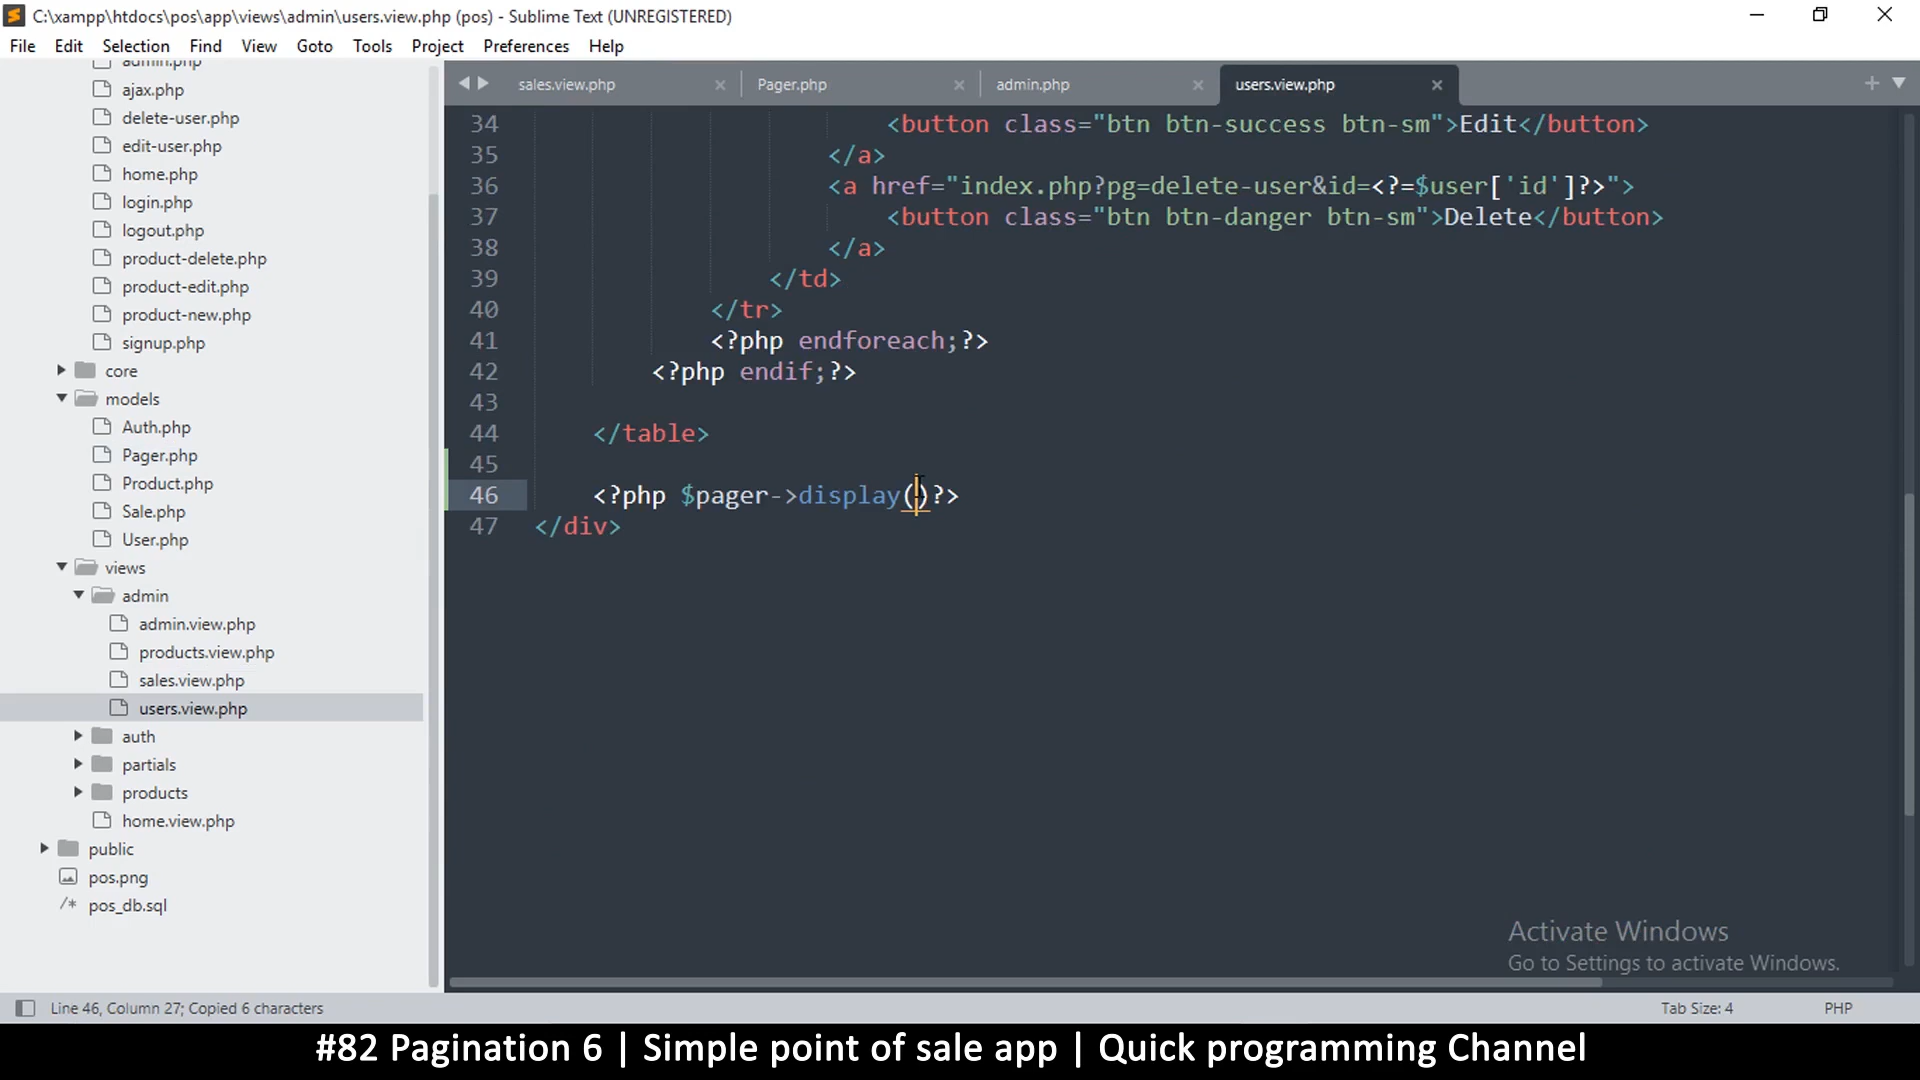 C:\xampp\htdocs\pos\app\views\admin\users.view.php (pos) - Sublime Text (UNREGISTERED)
File Edit Selection Find View Goto Tools Project Preferences Help
admin.php
ajax.php
delete-user.php
edit-user.php
home.php
login.php
logout.php
product-delete.php
product-edit.php
product-new.php
signup.php
core
models
Auth.php
Pager.php
Product.php
Sale.php
User.php
views
admin
admin.view.php
products.view.php
sales.view.php
users.view.php
auth
partials
products
home.view.php
public
pos.png
/* pos_db.sql
sales.view.php Pager.php admin.php users.view.php
34 <button class="btn btn-success btn-sm">Edit</button>
35 </a>
36 <a href="index.php?pg=delete-user&id=<?=$user['id']?>">
37 <button class="btn btn-danger btn-sm">Delete</button>
38 </a>
39 </td>
40 </tr>
41 <?php endforeach;?>
42 <?php endif;?>
43
44 </table>
45
46 <?php $pager->display()?>
47 </div>
Activate Windows
Go to Settings to activate Windows.
Line 46, Column 27; Copied 6 characters Tab Size: 4 PHP
#82 Pagination 6 | Simple point of sale app | Quick programming Channel